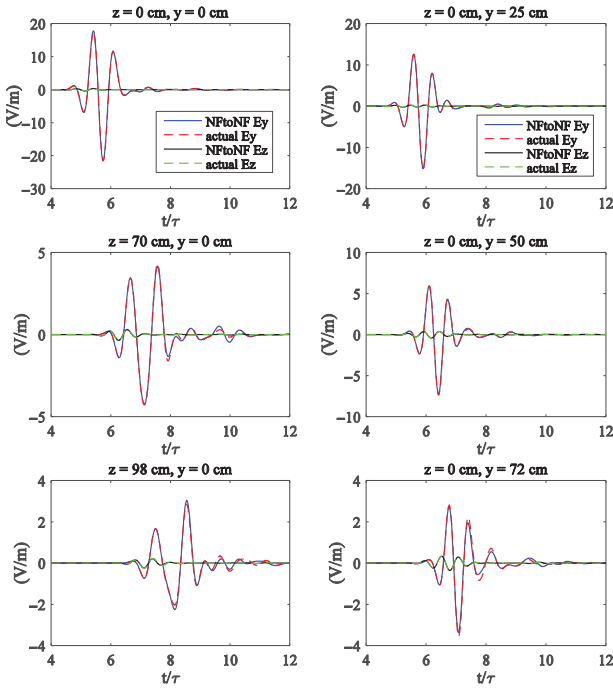 z = 0 cm, y = 0 cm
20
10
0
−10
−20
−30
(V/m)
NFtoNF Ey
actual Ey
NFtoNF Ez
actual Ez
4 6 8 10 12
t/τ
z = 0 cm, y = 25 cm
20
10
0
−10
−20
(V/m)
NFtoNF Ey
actual Ey
NFtoNF Ez
actual Ez
4 6 8 10 12
t/τ
z = 70 cm, y = 0 cm
5
0
−5
(V/m)
4 6 8 10 12
t/τ
z = 0 cm, y = 50 cm
10
5
0
−5
−10
(V/m)
4 6 8 10 12
t/τ
z = 98 cm, y = 0 cm
4
2
0
−2
−4
(V/m)
4 6 8 10 12
t/τ
z = 0 cm, y = 72 cm
4
2
0
−2
−4
(V/m)
4 6 8 10 12
t/τ